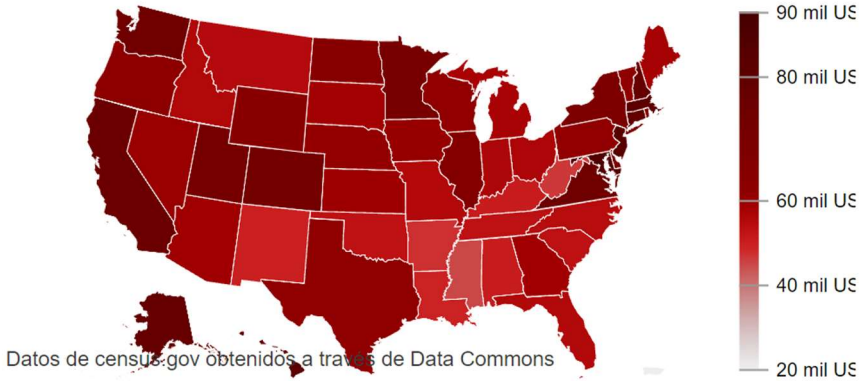 90 mil US
80 mil US
60 mil US
40 mil US
20 mil US
Datos de census.gov obtenidos a través de Data Commons